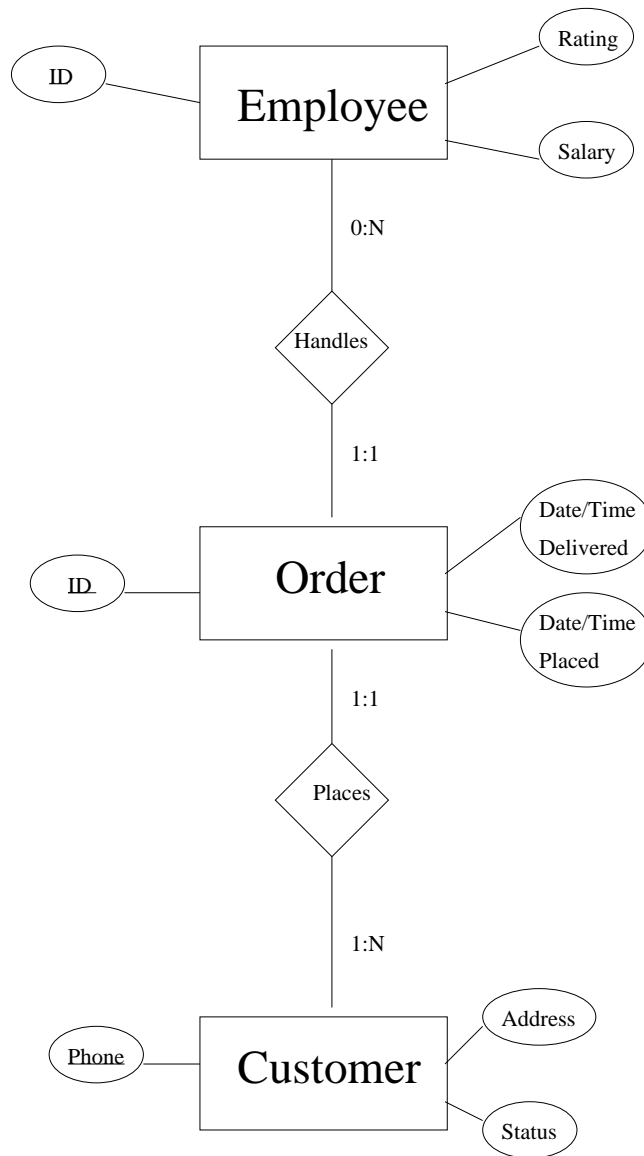 Rating
ID
Employee
Salary
0:N
Handles
1:1
Date/Time
Delivered
Order
ID
Date/Time
Placed
1:1
Places
1:N
Address
Phone
Customer
Status